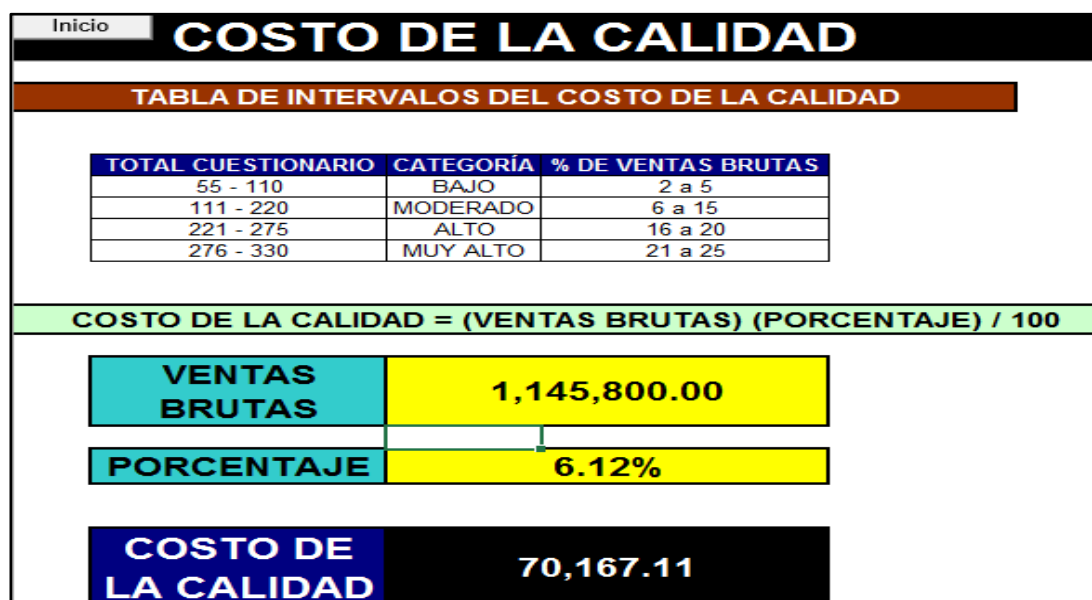 Inicio
COSTO DE LA CALIDAD
TABLA DE INTERVALOS DEL COSTO DE LA CALIDAD
TOTAL CUESTIONARIO CATEGORÍA % DE VENTAS BRUTAS
55 - 110 BAJO 2 a 5
111 - 220 MODERADO 6 a 15
221 - 275 ALTO 16 a 20
276 - 330 MUY ALTO 21 a 25
COSTO DE LA CALIDAD = (VENTAS BRUTAS) (PORCENTAJE) / 100
VENTAS
BRUTAS
1,145,800.00
PORCENTAJE 6.12%
COSTO DE
LA CALIDAD
70,167.11